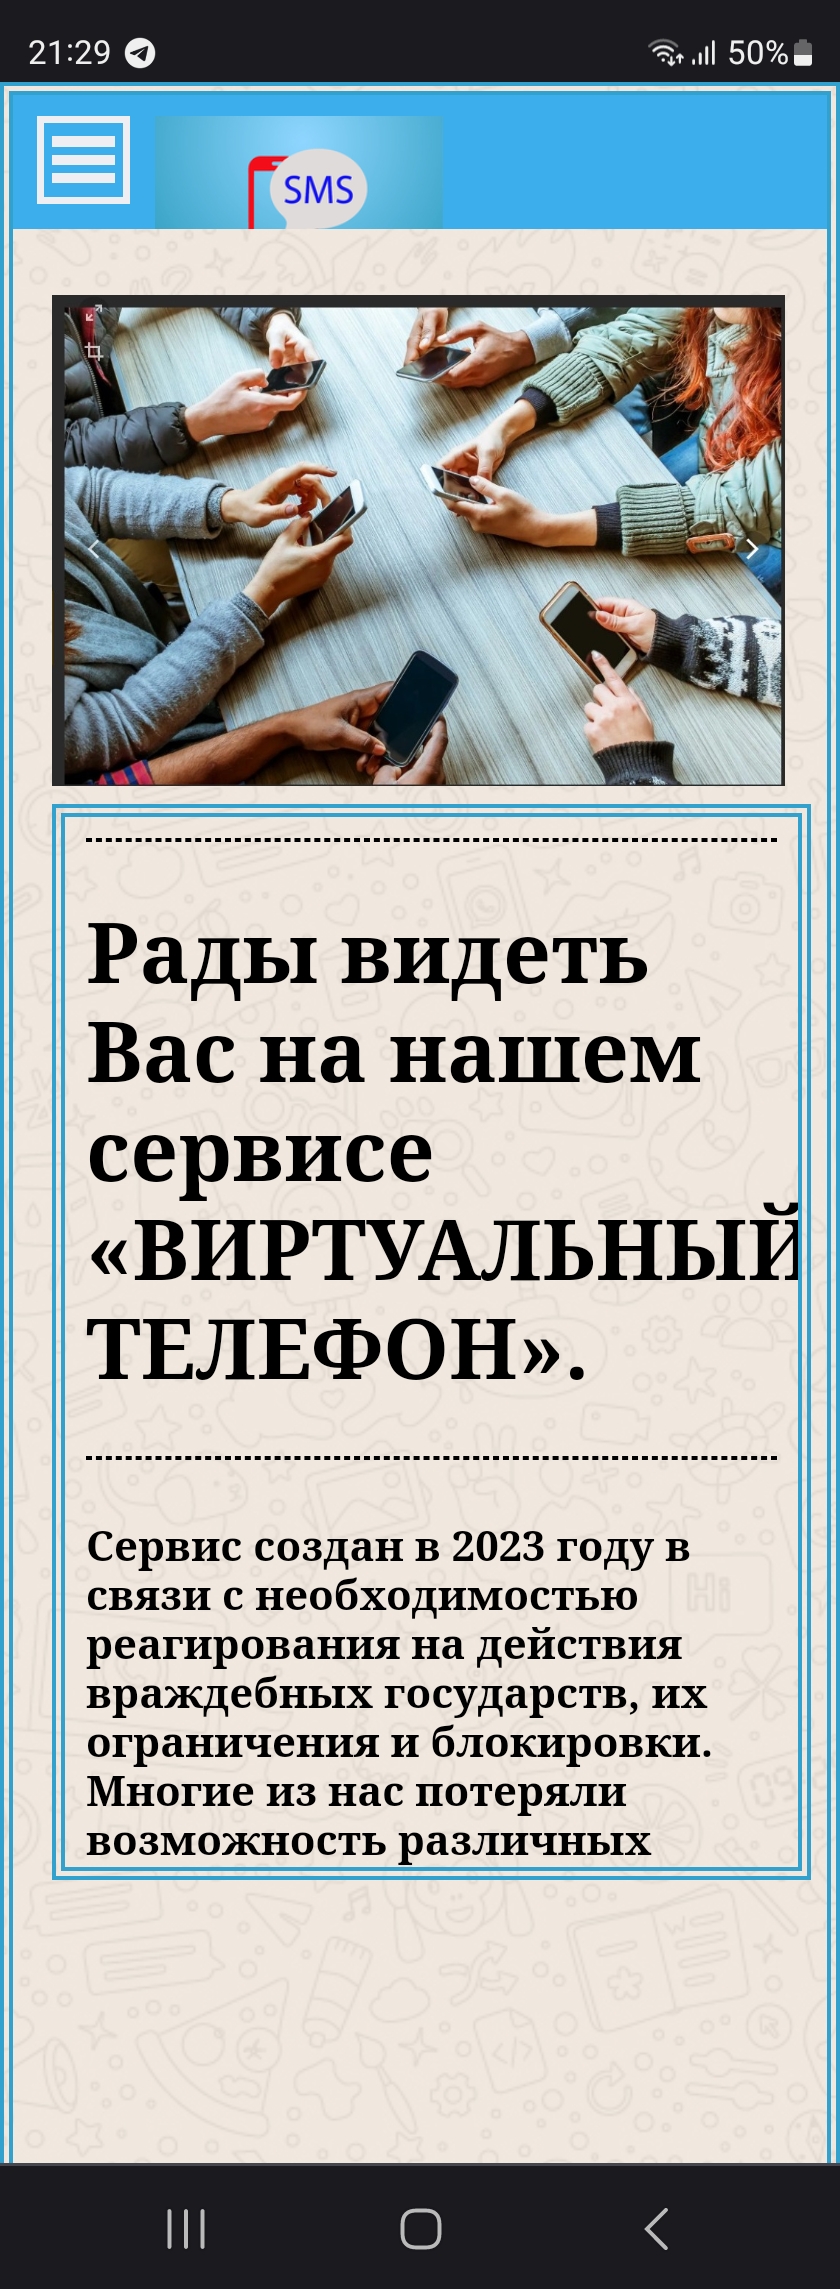 21:29
50%
SMS
Рады видеть
Вас на нашем
сервисе
«ВИРТУАЛЬНЫЙ
ТЕЛЕФОН».
Сервис создан в 2023 году в
связи с необходимостью
реагирования на действия
враждебных государств, их
ограничения и блокировки.
Многие из нас потеряли
возможность различных
Hi